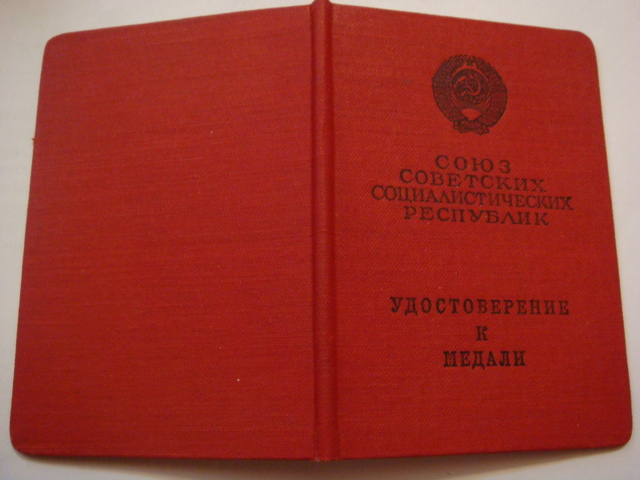 СОЮЗ
СОВЕТСКИХ
СОЦИАЛИСТИЧЕСКИХ
РЕСПУБЛИК
УДОСТОВЕРЕНИЕ
К
МЕДАЛИ